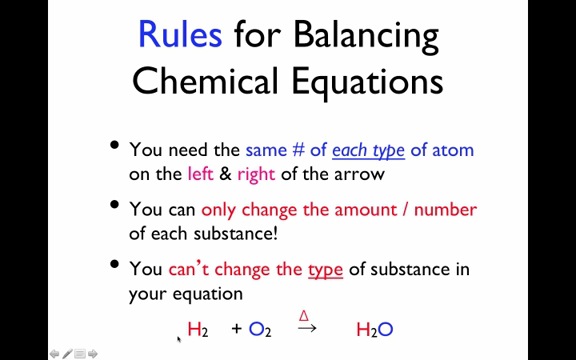 Rules for Balancing
Chemical Equations
• You need the same # of each type of atom
on the left & right of the arrow
• You can only change the amount / number
of each substance!
• You can’t change the type of substance in
your equation
Δ
H₂ + O₂ → H₂O